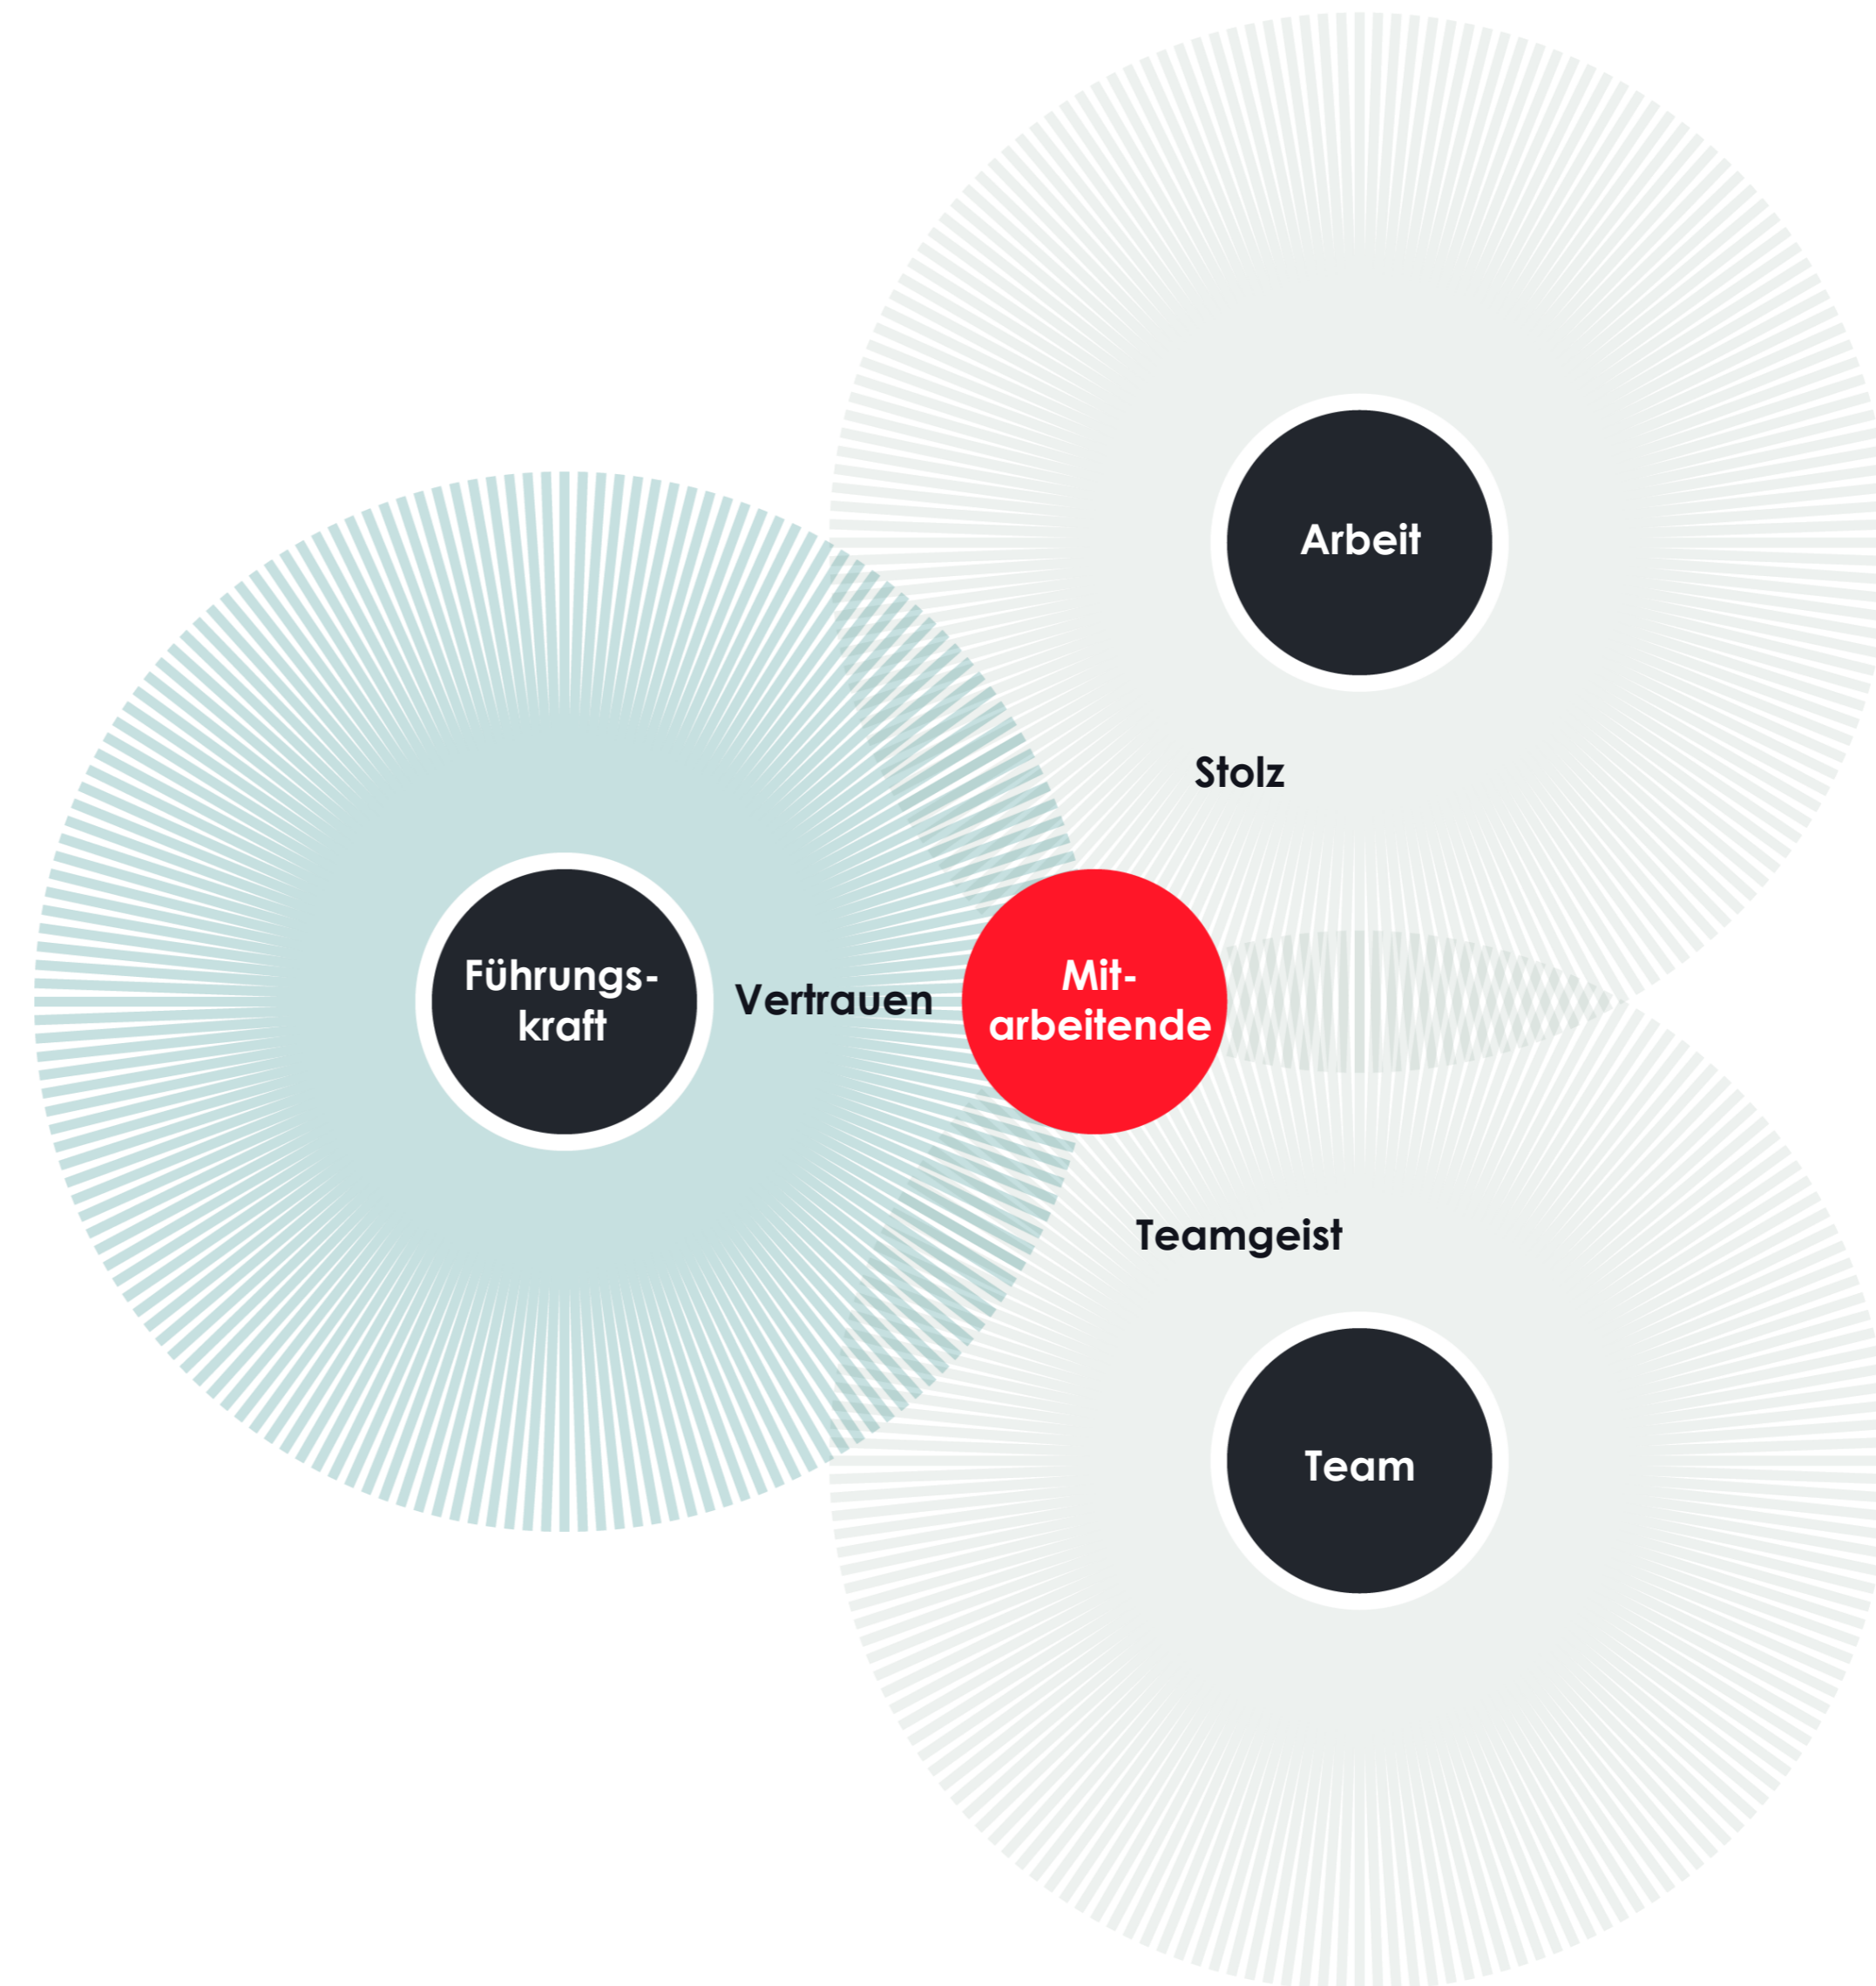 Arbeit
Stolz
Führungs-
kraft
Vertrauen
Mit-
arbeitende
Teamgeist
Team